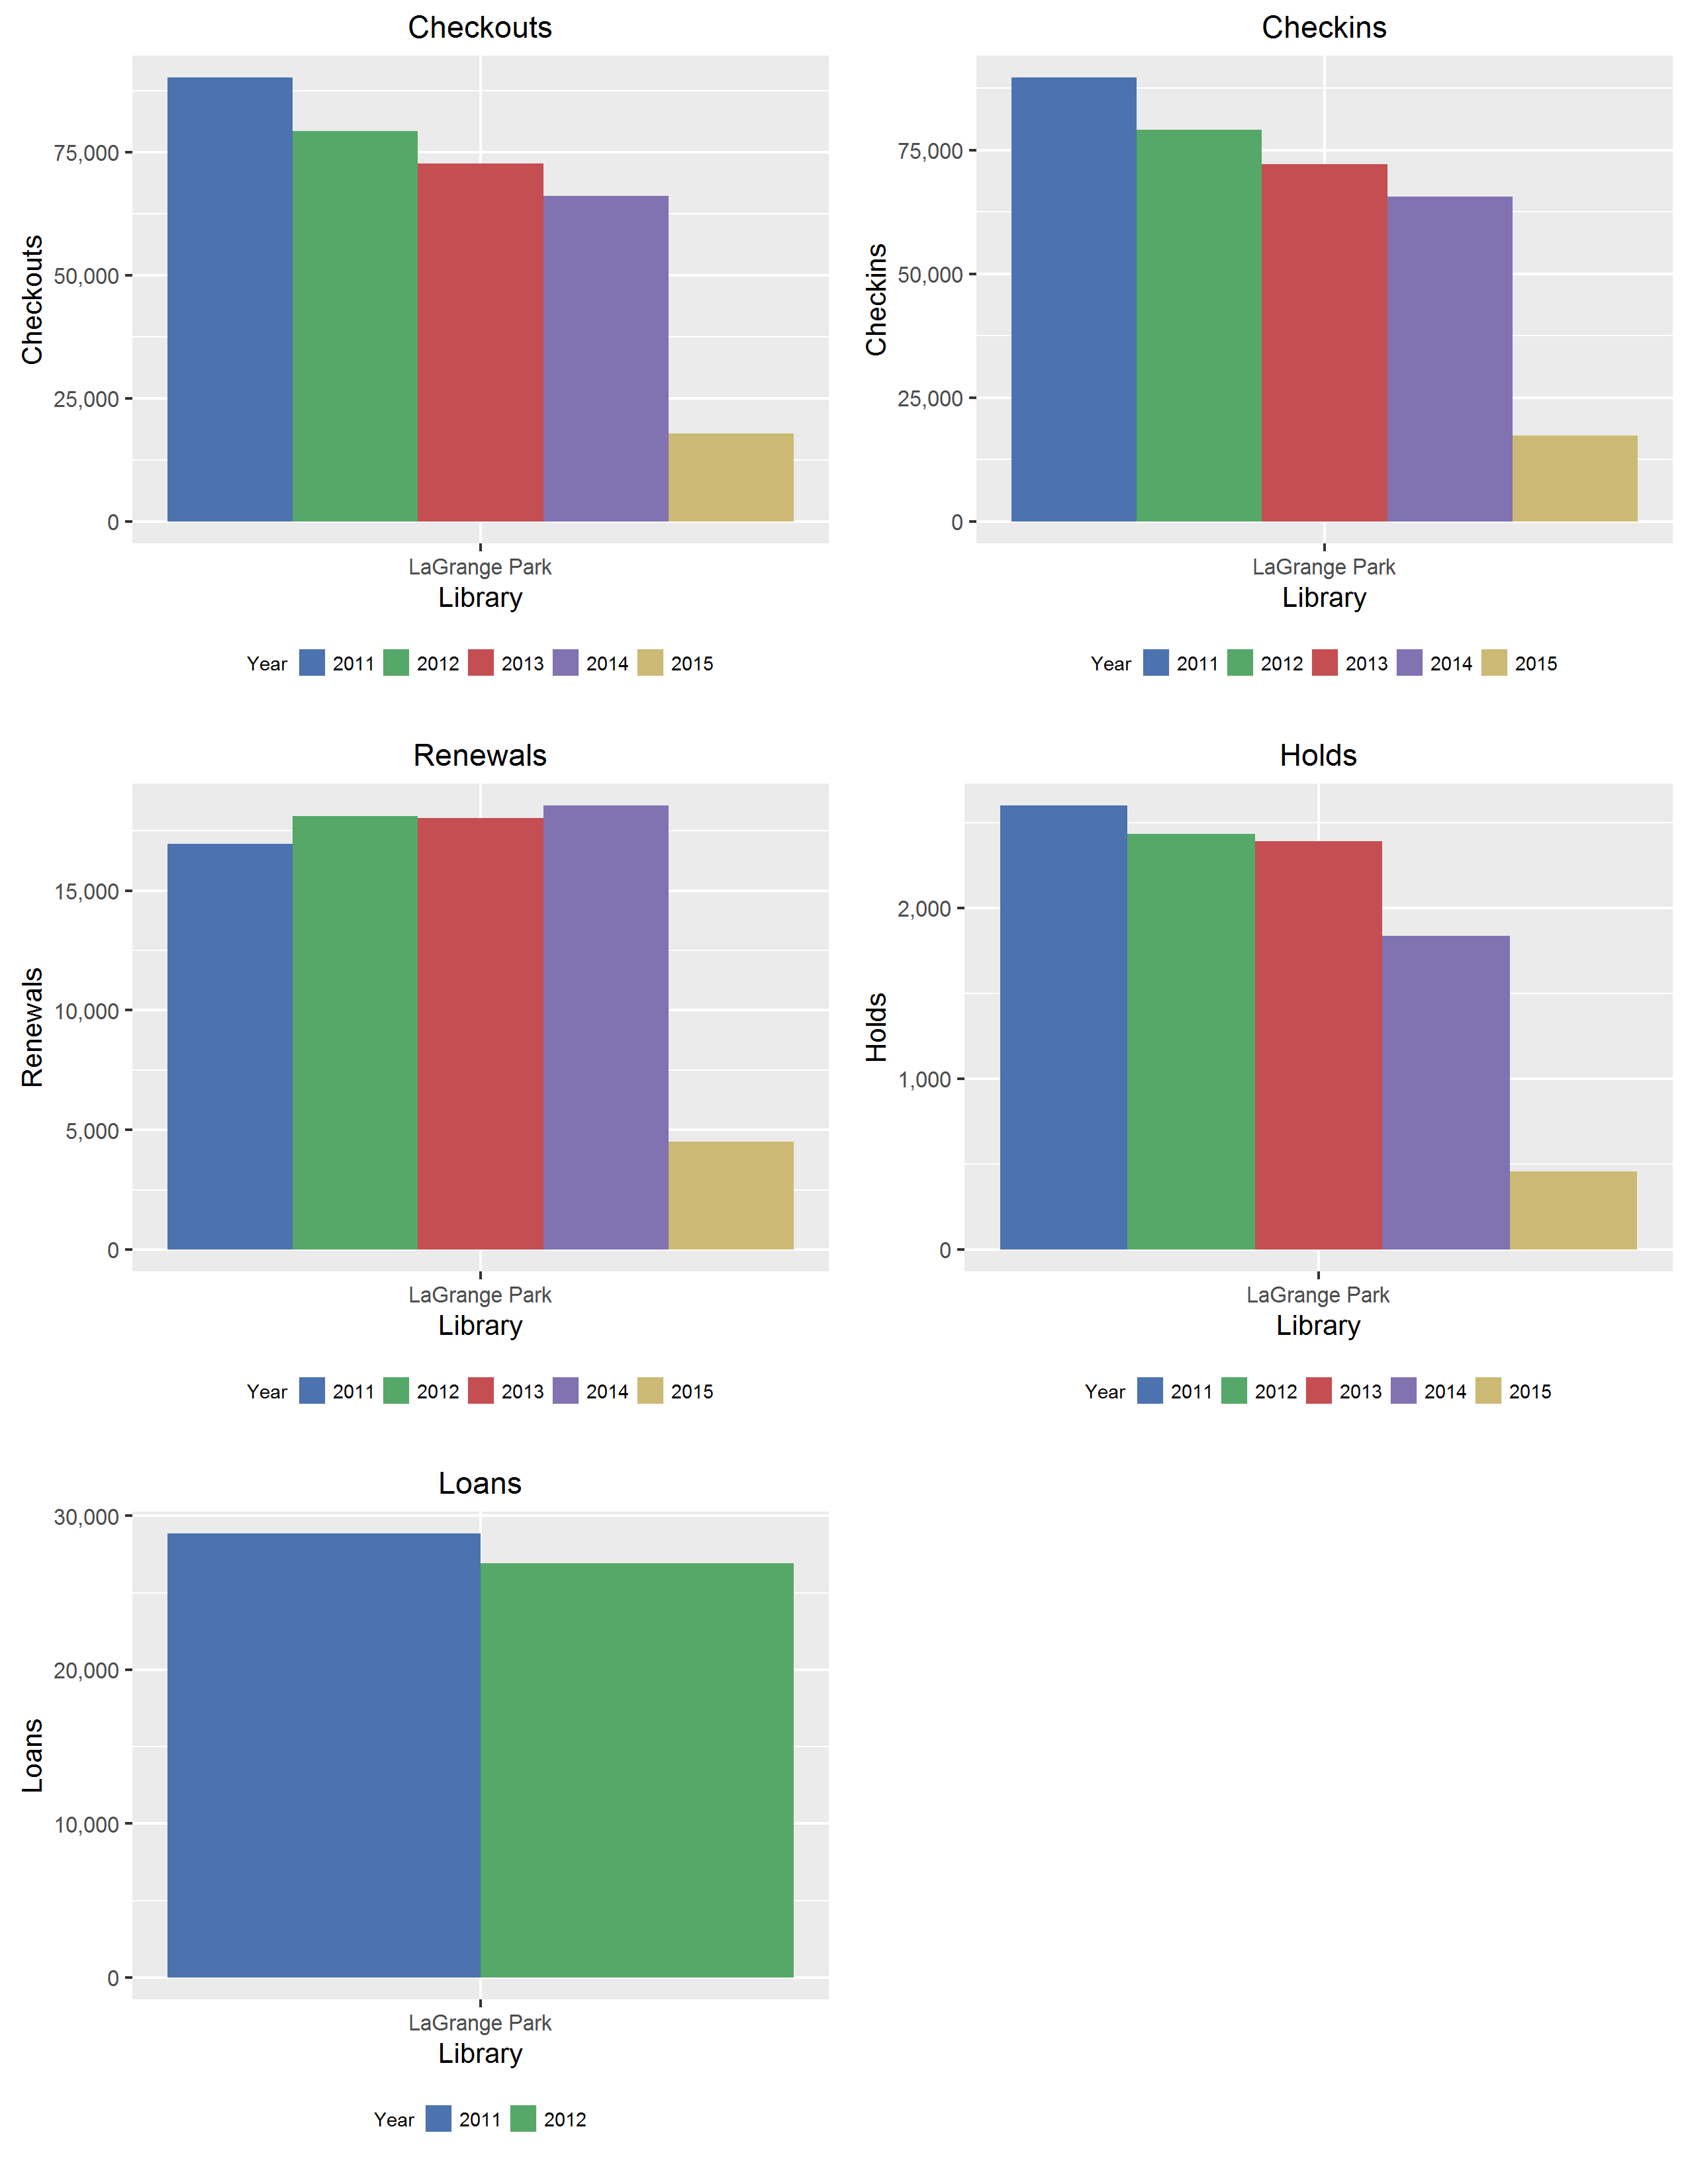 Checkouts
Checkouts
75,000
50,000
25,000
0
LaGrange Park
Library
Year 2011 2012 2013 2014 2015
Checkins
Checkins
75,000
50,000
25,000
0
LaGrange Park
Library
Year 2011 2012 2013 2014 2015
Renewals
Renewals
15,000
10,000
5,000
0
LaGrange Park
Library
Year 2011 2012 2013 2014 2015
Holds
Holds
2,000
1,000
0
LaGrange Park
Library
Year 2011 2012 2013 2014 2015
Loans
Loans
30,000
20,000
10,000
0
LaGrange Park
Library
Year 2011 2012